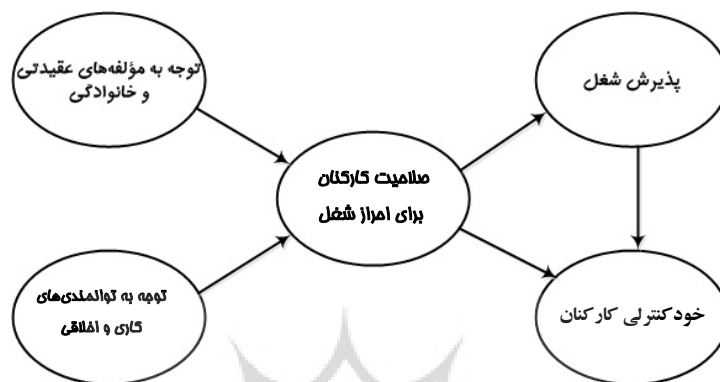 توجه به مؤلفه‌های عقیدتی
و خانوادگی
پذیرش شغل
صلاحیت کارکنان
برای احراز شغل
توجه به توانمندی‌های
کاری و اخلاقی
خودکنترلی کارکنان